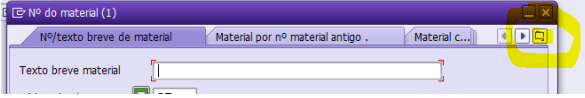 Nº do material (1)
Nº/texto breve de material Material por nº material antigo . Material c...
Texto breve material